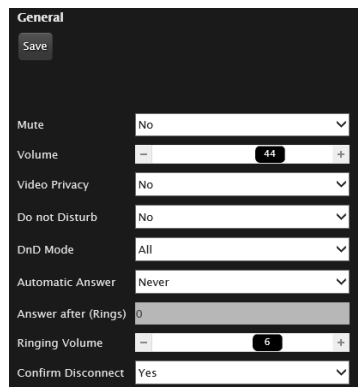 General
Save
Mute No
Volume − 44 +
Video Privacy No
Do not Disturb No
DnD Mode All
Automatic Answer Never
Answer after (Rings) 0
Ringing Volume − 6 +
Confirm Disconnect Yes